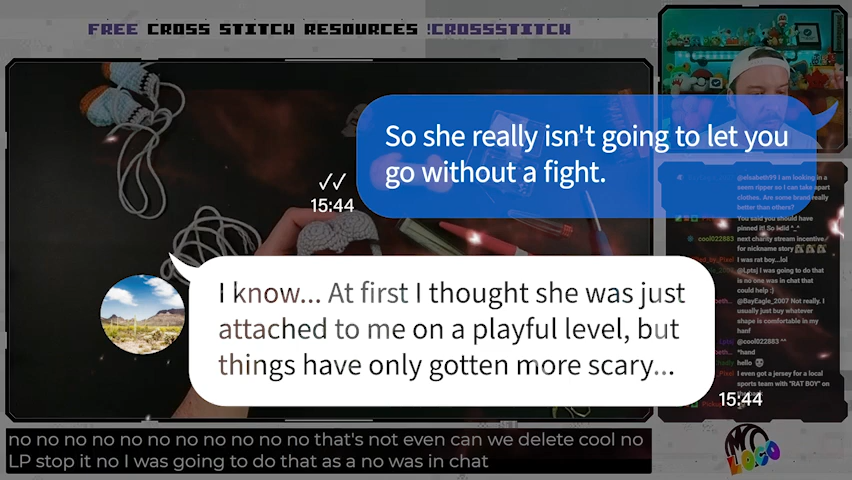 FREE CROSS STITCH RESOURCES !CROSSSTITCH
So she really isn't going to let you
go without a fight.
15:44
I know... At first I thought she was just
attached to me on a playful level, but
things have only gotten more scary...
15:44
@elsabeth99 I am looking in a
seem ripper so I can take apart
clothes. Are some brand really
better than others?
You said you should have
pinned it! So I did ^_^
cool022883 next charity stream incentive
for nickname story
I was rat boy...lol
@Lptsj I was going to do that
is no one was in chat that
could help :)
@BayEagle_2007 Not really. I
usually just buy whatever
shape is comfortable in my
hanf
@cool022883 ^^
*hand
hello
I even got a jersey for a local
sports team with "RAT BOY" on
no no no no no no no no no no no that's not even can we delete cool no
LP stop it no I was going to do that as a no was in chat
LOCO